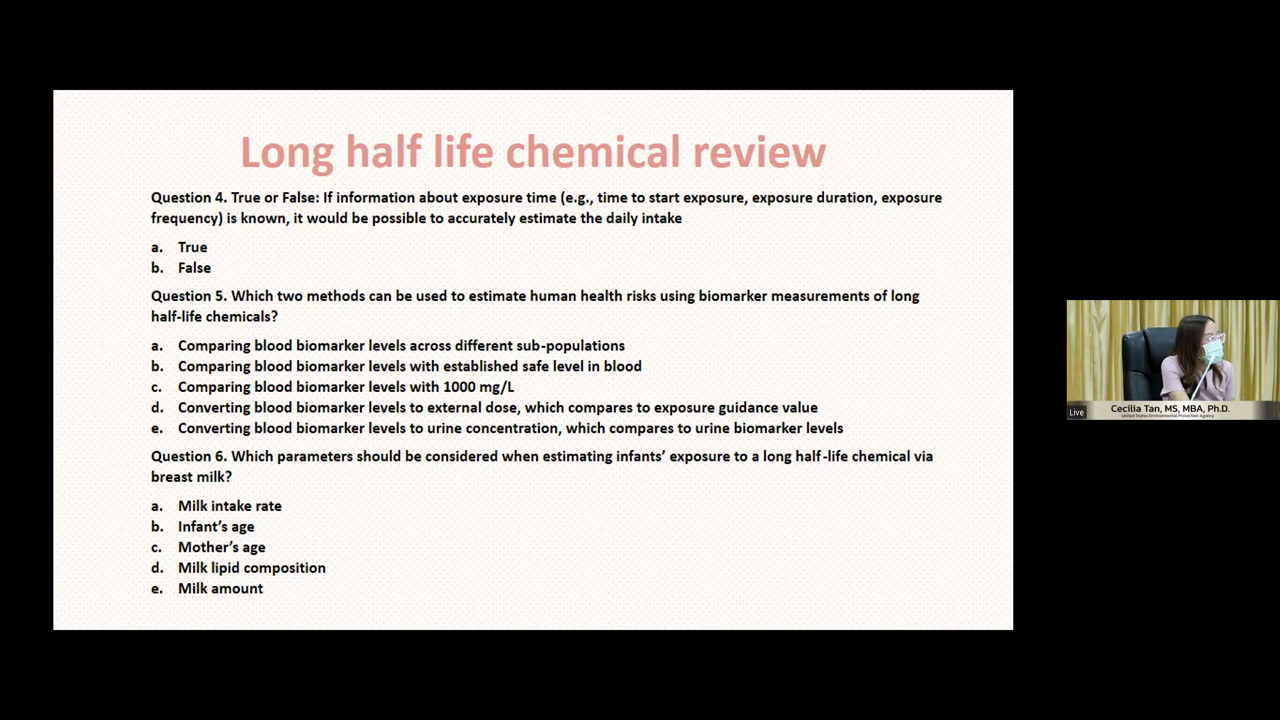 Long half life chemical review
Question 4. True or False: If information about exposure time (e.g., time to start exposure, exposure duration, exposure
frequency) is known, it would be possible to accurately estimate the daily intake
a. True
b. False
Question 5. Which two methods can be used to estimate human health risks using biomarker measurements of long
half-life chemicals?
a. Comparing blood biomarker levels across different sub-populations
b. Comparing blood biomarker levels with established safe level in blood
c. Comparing blood biomarker levels with 1000 mg/L
d. Converting blood biomarker levels to external dose, which compares to exposure guidance value
e. Converting blood biomarker levels to urine concentration, which compares to urine biomarker levels
Question 6. Which parameters should be considered when estimating infants’ exposure to a long half-life chemical via
breast milk?
a. Milk intake rate
b. Infant’s age
c. Mother’s age
d. Milk lipid composition
e. Milk amount
Live
Cecilia Tan, MS, MBA, Ph.D.
United States Environmental Protection Agency